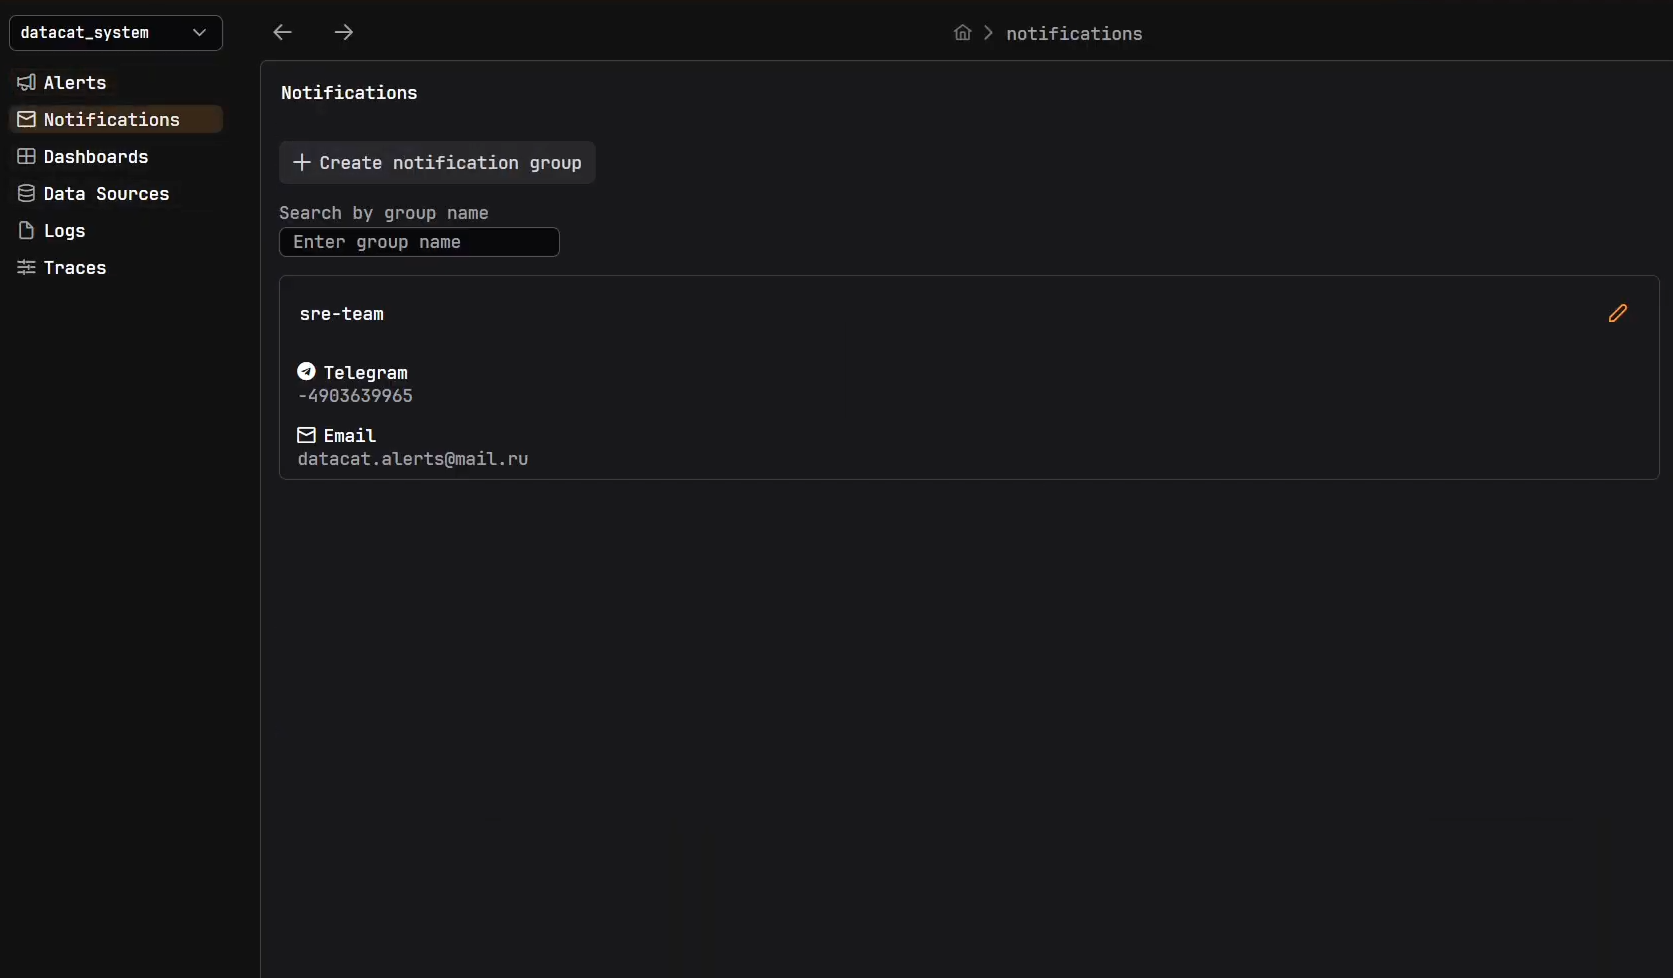 datacat_system
notifications
Alerts
Notifications
Dashboards
Data Sources
Logs
Traces
Notifications
Create notification group
Search by group name
Enter group name
sre-team
Telegram
-4903639965
Email
datacat.alerts@mail.ru